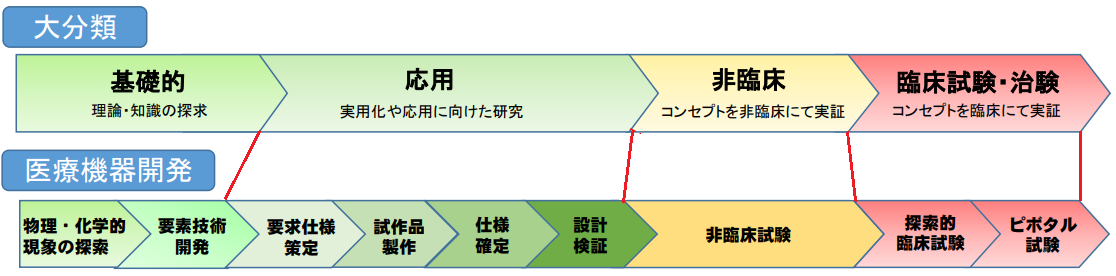 大分類
基礎的
理論・知識の探求
応用
実用化や応用に向けた研究
非臨床
コンセプトを非臨床にて実証
臨床試験・治験
コンセプトを臨床にて実証
医療機器開発
物理・化学的
現象の探索
要素技術
開発
要求仕様
策定
試作品
製作
仕様
確定
設計
検証
非臨床試験
探索的
臨床試験
ピボタル
試験